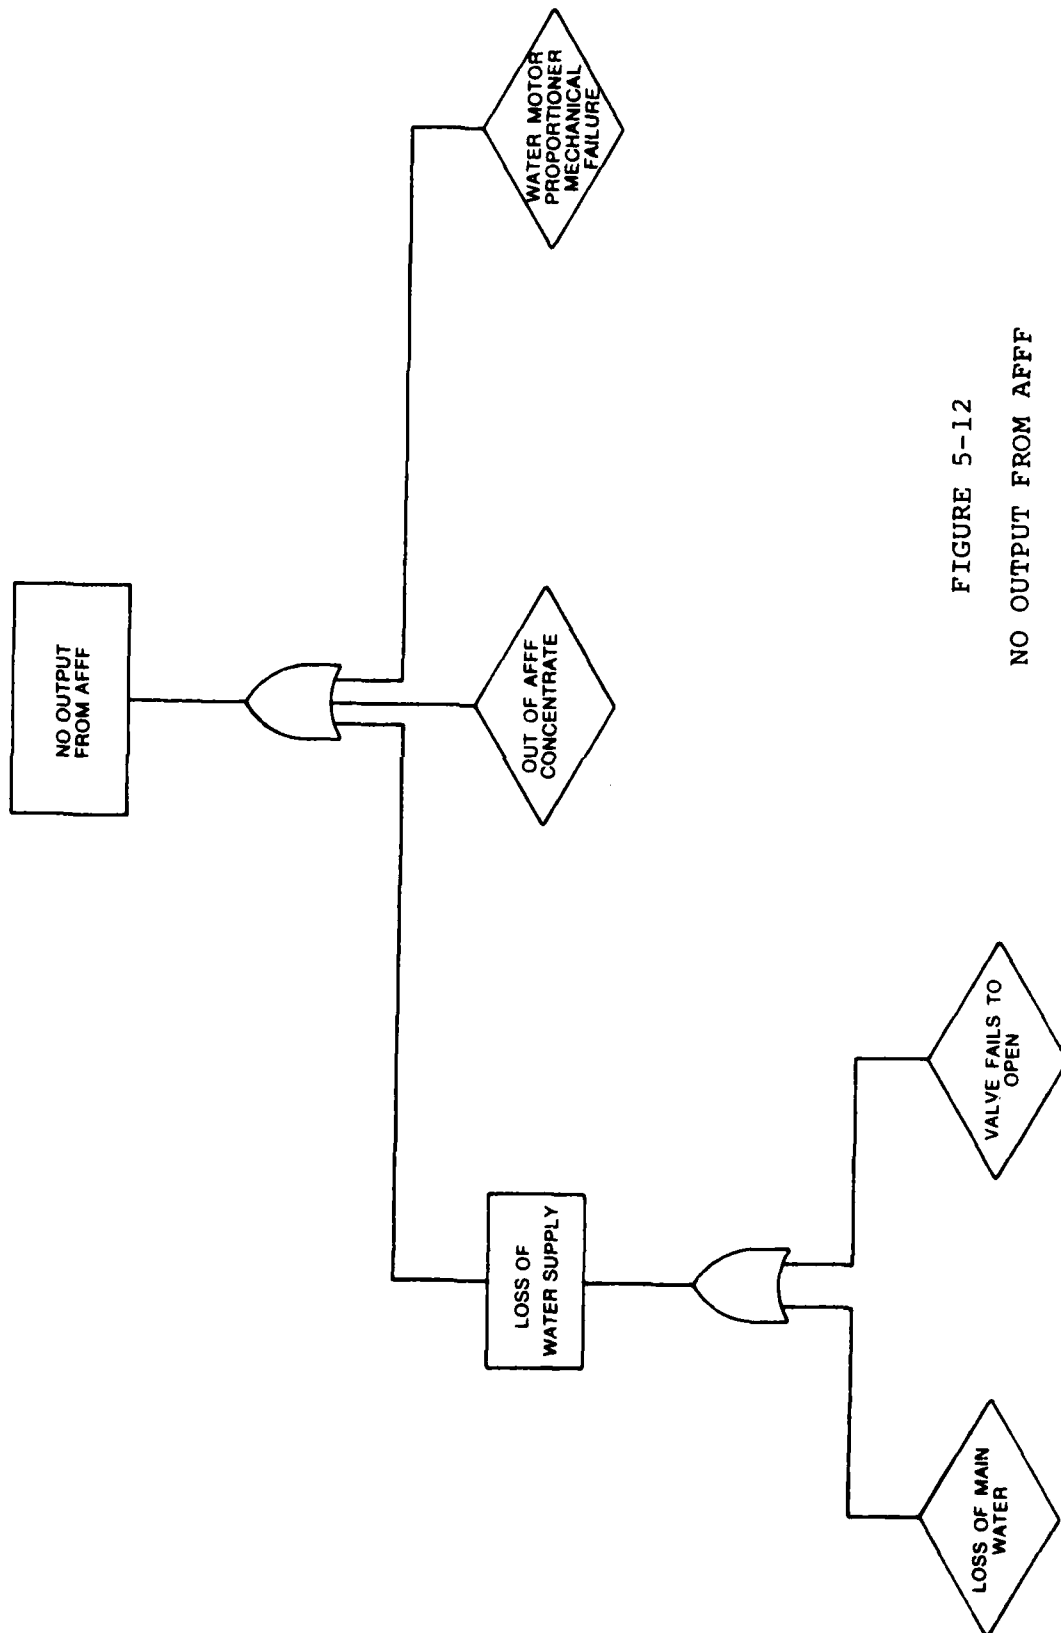 NO OUTPUT
FROM AFFF
LOSS OF
WATER SUPPLY
OUT OF AFFF
CONCENTRATE
WATER MOTOR
PROPORTIONER
MECHANICAL
FAILURE
LOSS OF MAIN
WATER
VALVE FAILS TO
OPEN
FIGURE 5-12
NO OUTPUT FROM AFFF